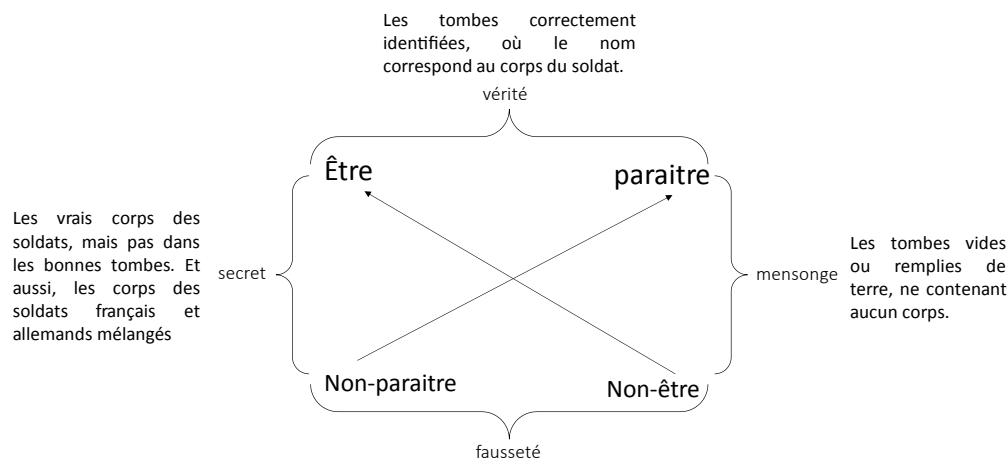 Les tombes correctement
identifiées, où le nom
correspond au corps du soldat.
vérité
Être
paraitre
Les vrais corps des
soldats, mais pas dans
les bonnes tombes. Et
aussi, les corps des
soldats français et
allemands mélangés
secret
mensonge
Les tombes vides
ou remplies de
terre, ne contenant
aucun corps.
Non-paraitre
Non-être
fausseté